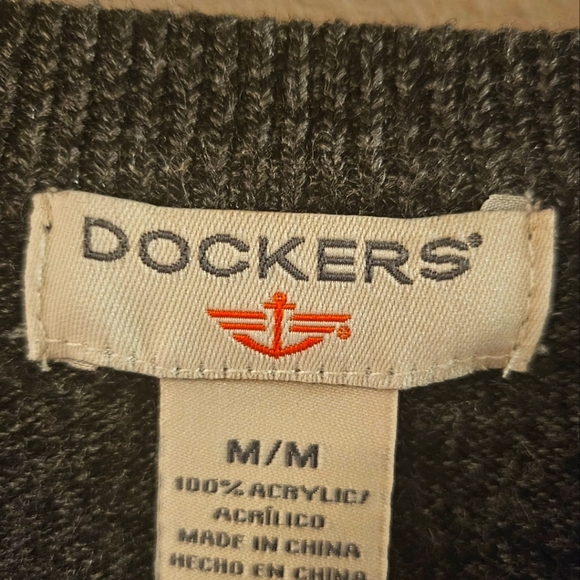 DOCKERS®
M/M
100% ACRYLIC/
ACRÍLICO
MADE IN CHINA
HECHO EN CHINA